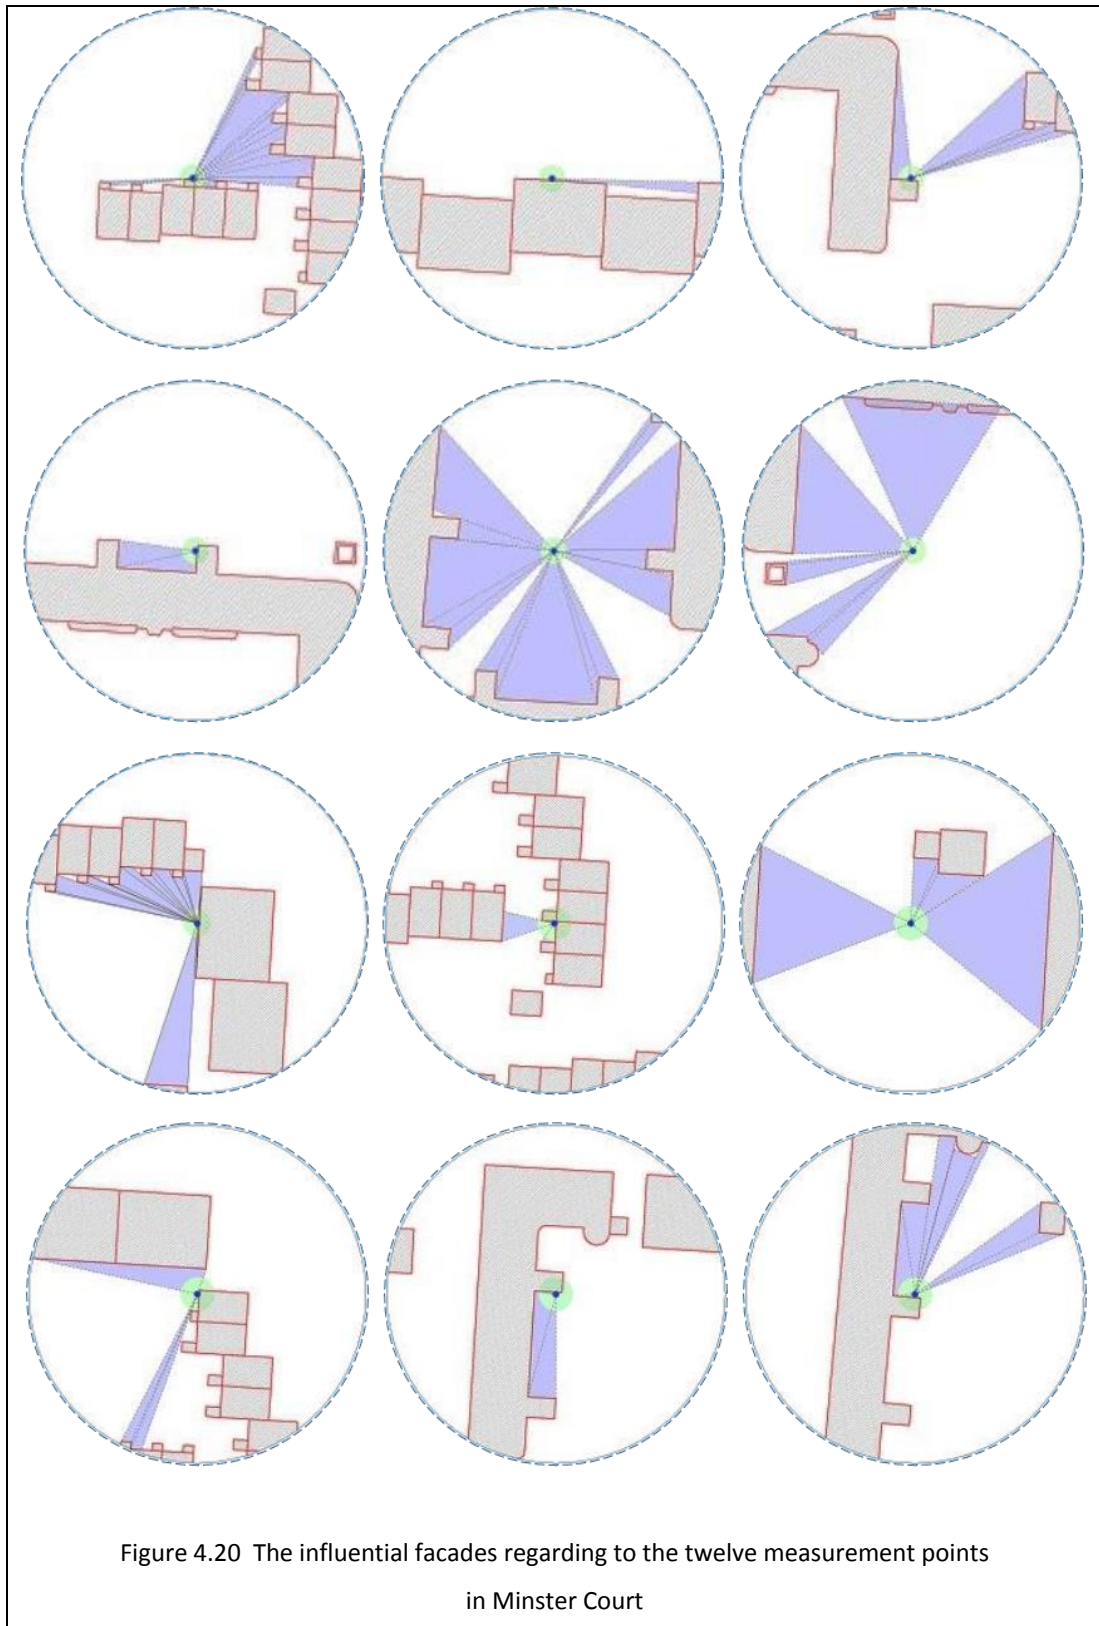 Figure 4.20 The influential facades regarding to the twelve measurement points
in Minster Court